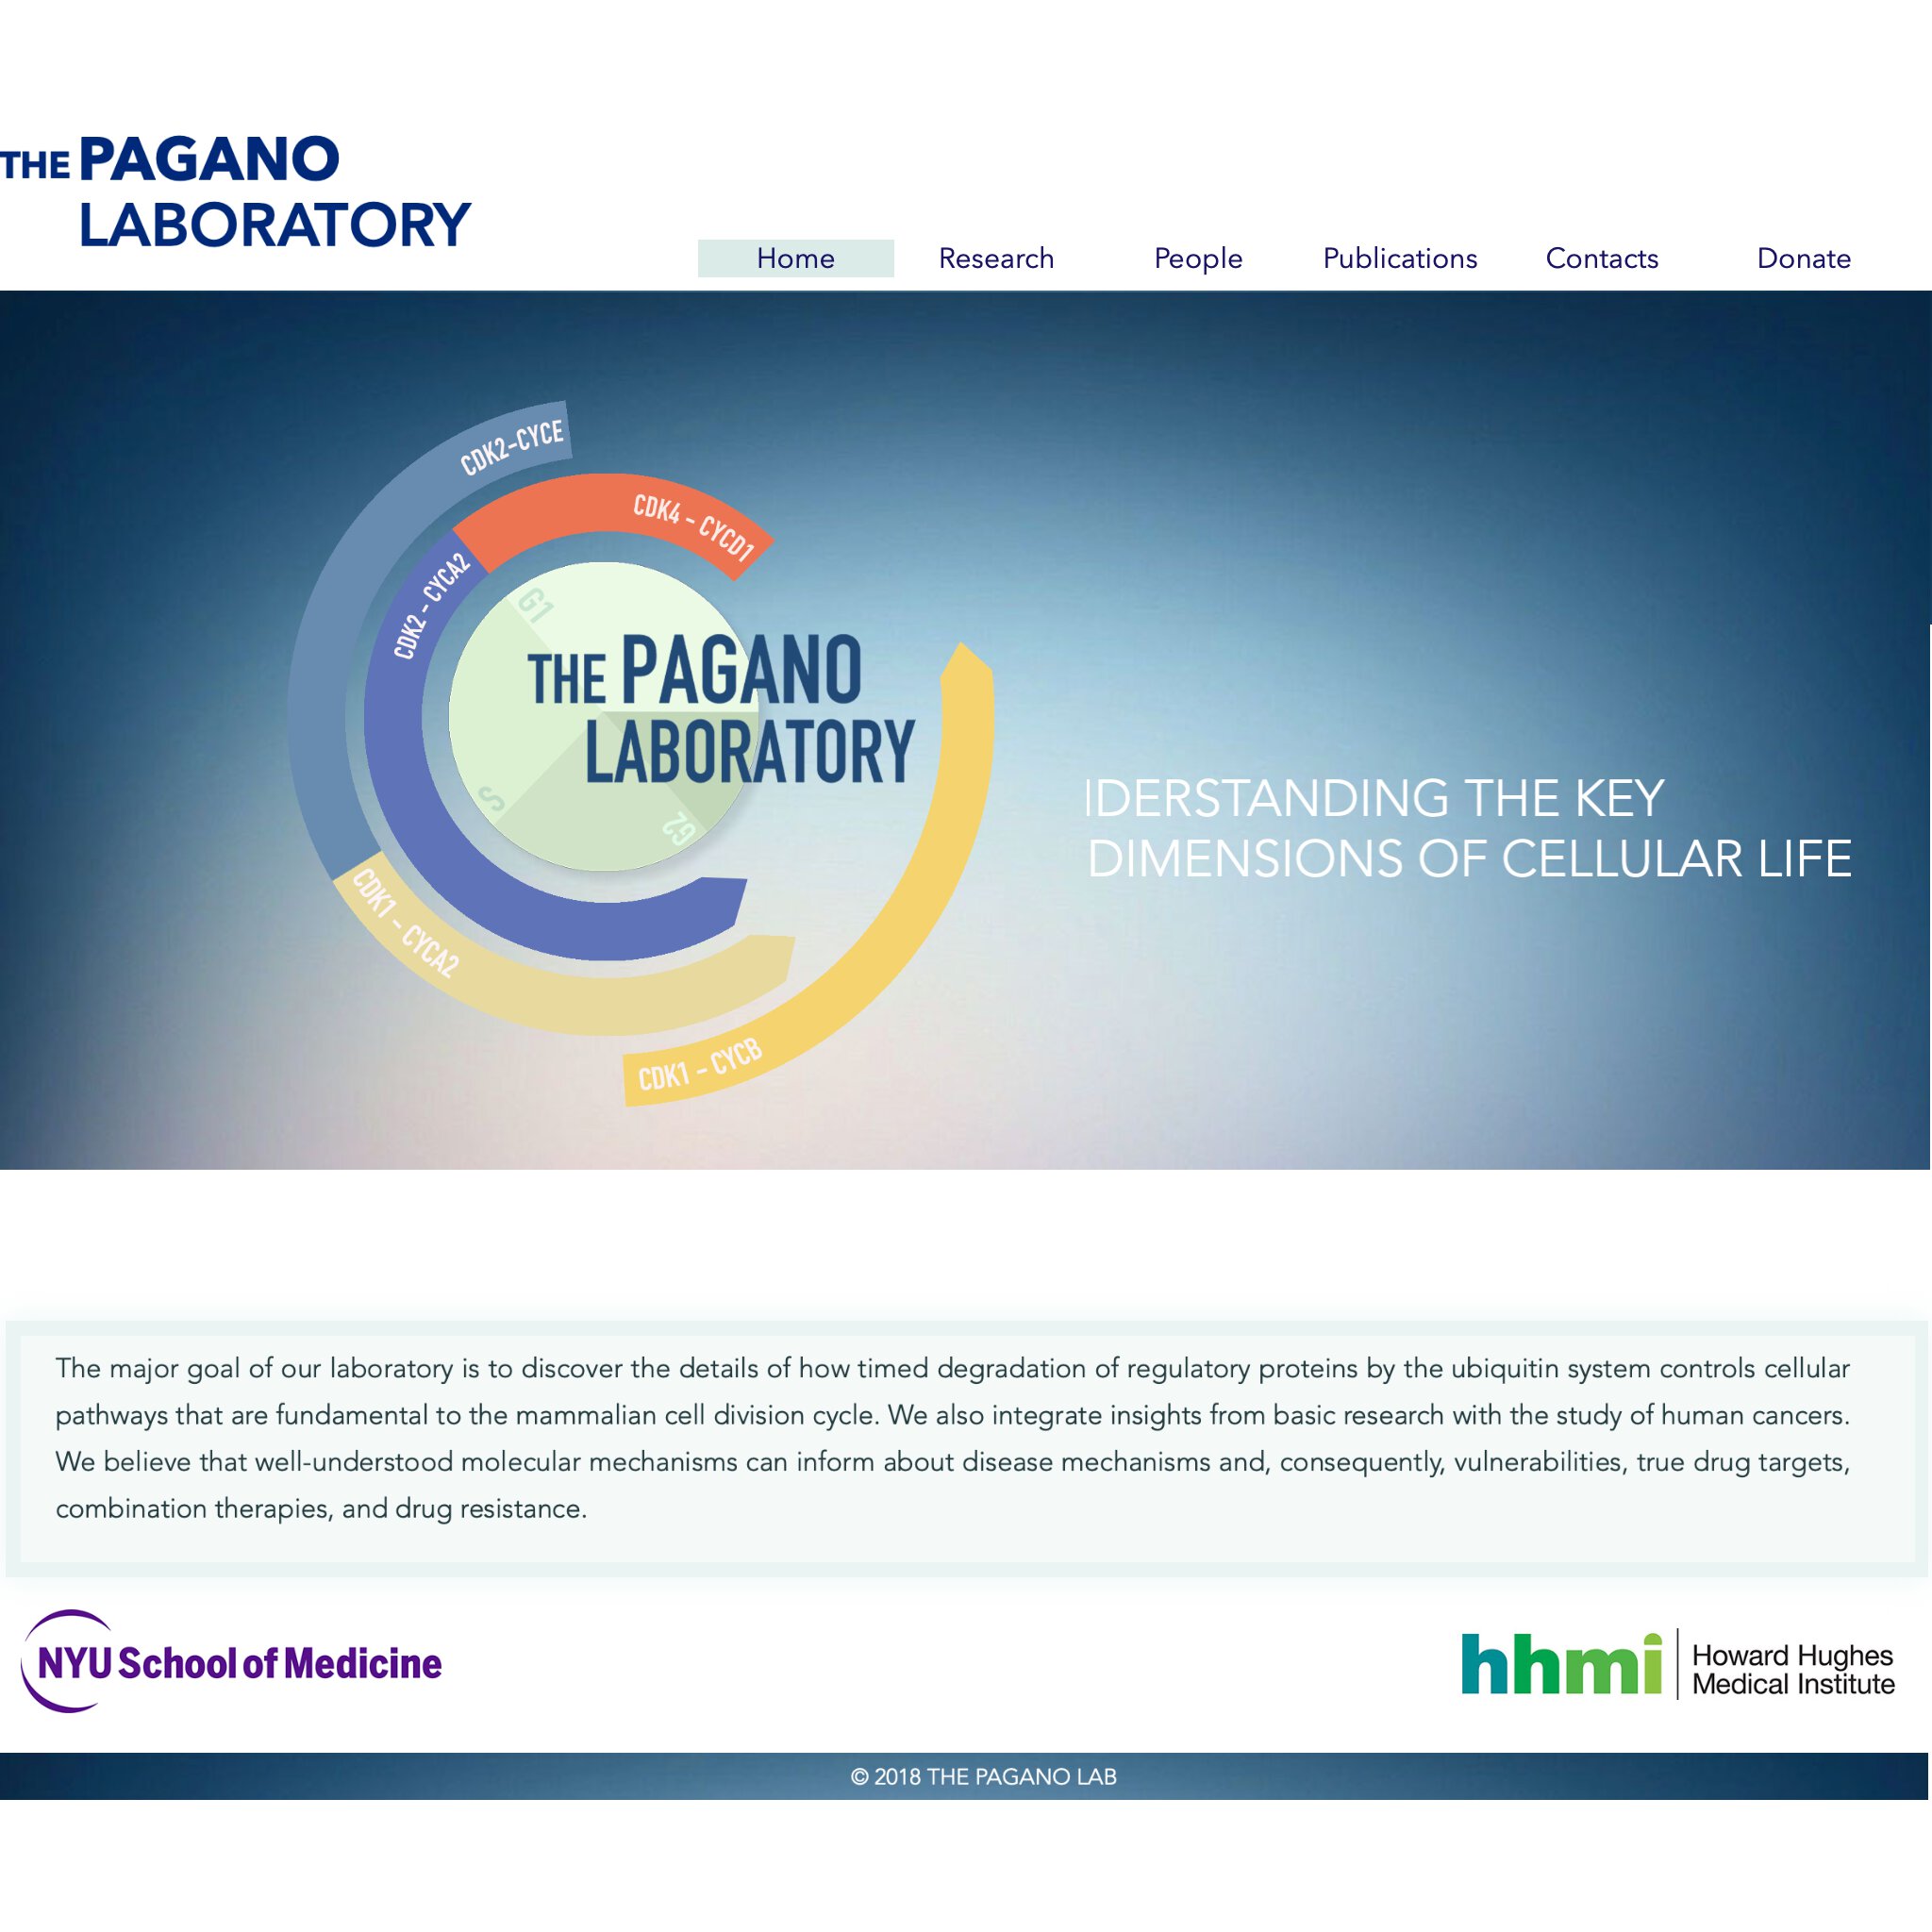 THE PAGANO
LABORATORY
Home Research People Publications Contacts Donate
CDK2-CYCE
CDK4 - CYCD1
CDK2 - CYCA2
G1
THE PAGANO
LABORATORY
S
G2
DERSTANDING THE KEY
DIMENSIONS OF CELLULAR LIFE
CDK1 - CYCA2
CDK1 - CYCB
The major goal of our laboratory is to discover the details of how timed degradation of regulatory proteins by the ubiquitin system controls cellular
pathways that are fundamental to the mammalian cell division cycle. We also integrate insights from basic research with the study of human cancers.
We believe that well-understood molecular mechanisms can inform about disease mechanisms and, consequently, vulnerabilities, true drug targets,
combination therapies, and drug resistance.
NYU School of Medicine
hhmi
Howard Hughes
Medical Institute
© 2018 THE PAGANO LAB